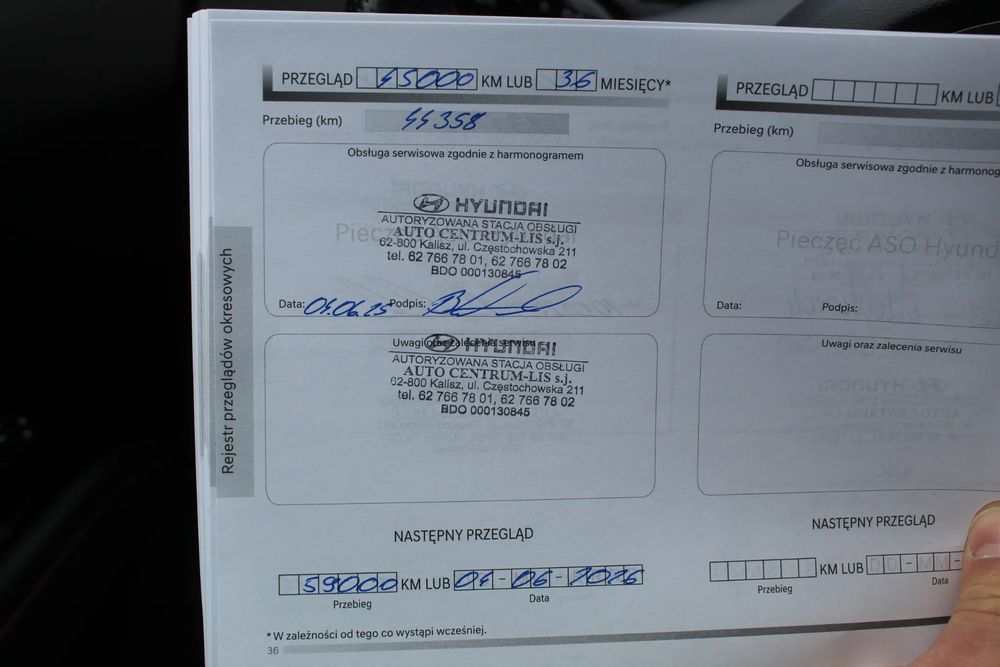 PRZEGLĄD 45000 KM LUB 36 MIESIĘCY*
Przebieg (km) 44358
Obsługa serwisowa zgodnie z harmonogramem
HYUNDAI
AUTORYZOWANA STACJA OBSŁUGI
AUTO CENTRUM-LIS s.j.
62-800 Kalisz, ul. Częstochowska 211
tel. 62 766 78 01, 62 766 78 02
BDO 000130845
Data: 04.06.25 Podpis:
Uwagi oraz zalecenia serwisu
HYUNDAI
AUTORYZOWANA STACJA OBSŁUGI
AUTO CENTRUM-LIS s.j.
62-800 Kalisz, ul. Częstochowska 211
tel. 62 766 78 01, 62 766 78 02
BDO 000130845
NASTĘPNY PRZEGLĄD
59000 KM LUB 04-06-2026
Przebieg Data
* W zależności od tego co wystąpi wcześniej.
36
Rejestr przeglądów okresowych
PRZEGLĄD KM LUB
Przebieg (km)
Obsługa serwisowa zgodnie z harmonog
Pieczęć ASO Hyund
Data: Podpis:
Uwagi oraz zalecenia serwisu
NASTĘPNY PRZEGLĄD
KM LUB DD-MM-
Przebieg Data